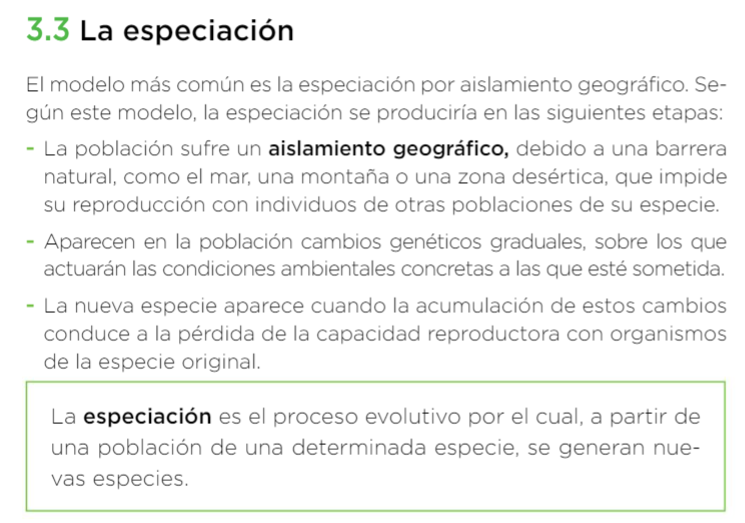 3.3 La especiación
El modelo más común es la especiación por aislamiento geográfico. Se-
gún este modelo, la especiación se produciría en las siguientes etapas:
- La población sufre un aislamiento geográfico, debido a una barrera
natural, como el mar, una montaña o una zona desértica, que impide
su reproducción con individuos de otras poblaciones de su especie.
- Aparecen en la población cambios genéticos graduales, sobre los que
actuarán las condiciones ambientales concretas a las que esté sometida.
- La nueva especie aparece cuando la acumulación de estos cambios
conduce a la pérdida de la capacidad reproductora con organismos
de la especie original.
La especiación es el proceso evolutivo por el cual, a partir de
una población de una determinada especie, se generan nue-
vas especies.